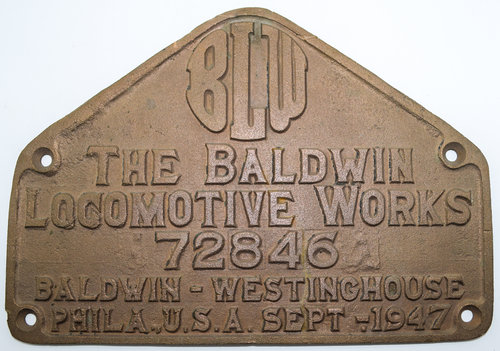 BLW
THE BALDWIN
LOCOMOTIVE WORKS
72846
BALDWIN - WESTINGHOUSE
PHILA., U.S.A. SEPT - 1947